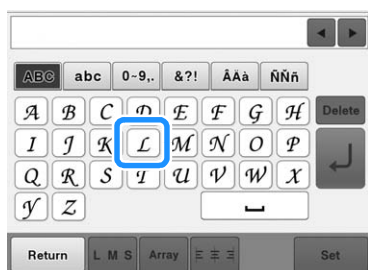 ABC abc 0~9,. &?! ÂÄà ÑÑñ
A B C D E F G H Delete
I J K L M N O P
Q R S T U V W X
Y Z
Return L M S Array Set